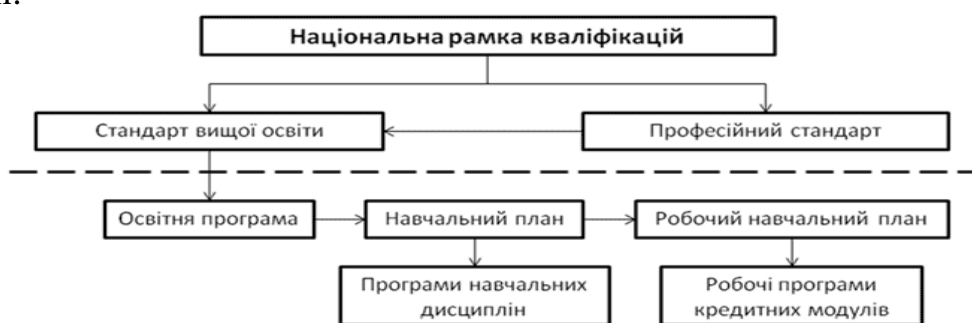 Національна рамка кваліфікацій
Стандарт вищої освіти
Професійний стандарт
Освітня програма
Навчальний план
Робочий навчальний план
Програми навчальних
дисциплін
Робочі програми
кредитних модулів